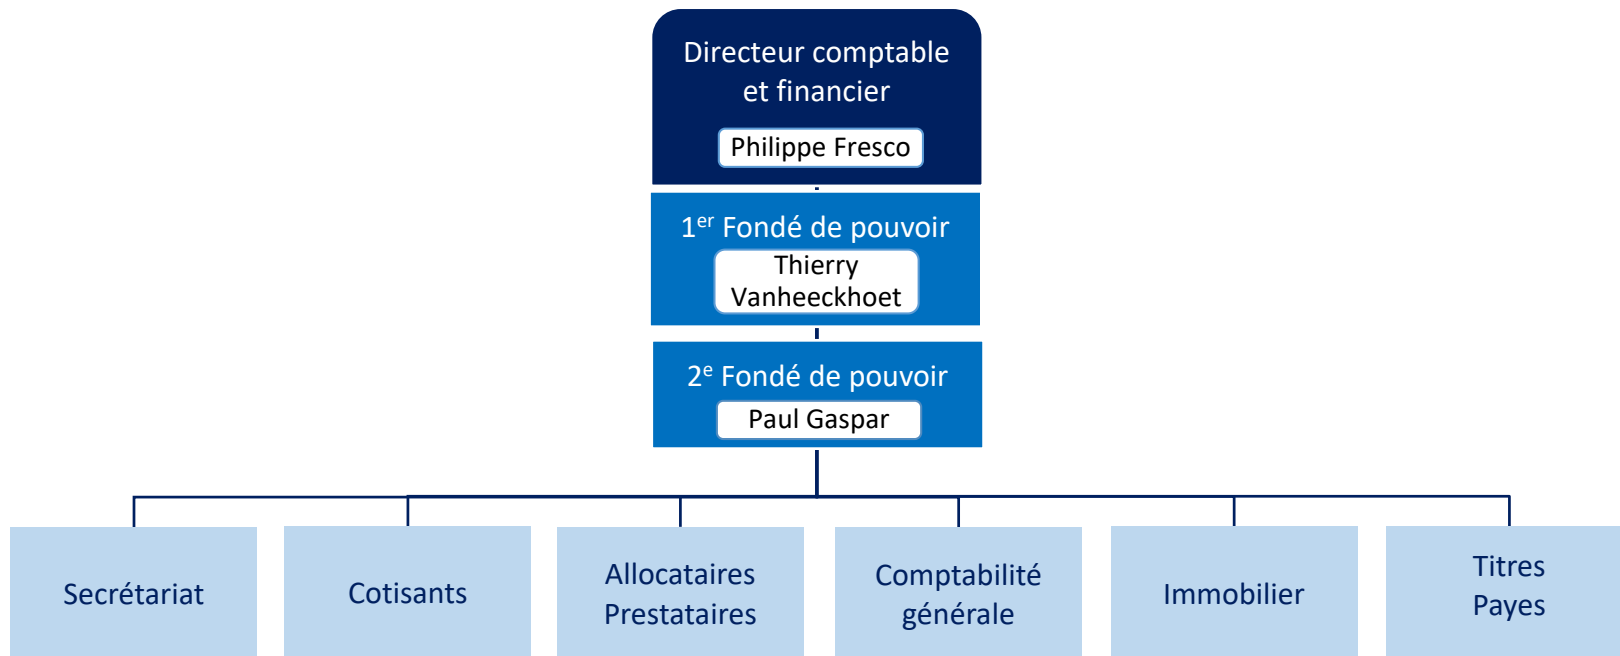 Directeur comptable
et financier
Philippe Fresco
1er Fondé de pouvoir
Thierry
Vanheeckhoet
2e Fondé de pouvoir
Paul Gaspar
Secrétariat
Cotisants
Allocataires
Prestataires
Comptabilité
générale
Immobilier
Titres
Payes